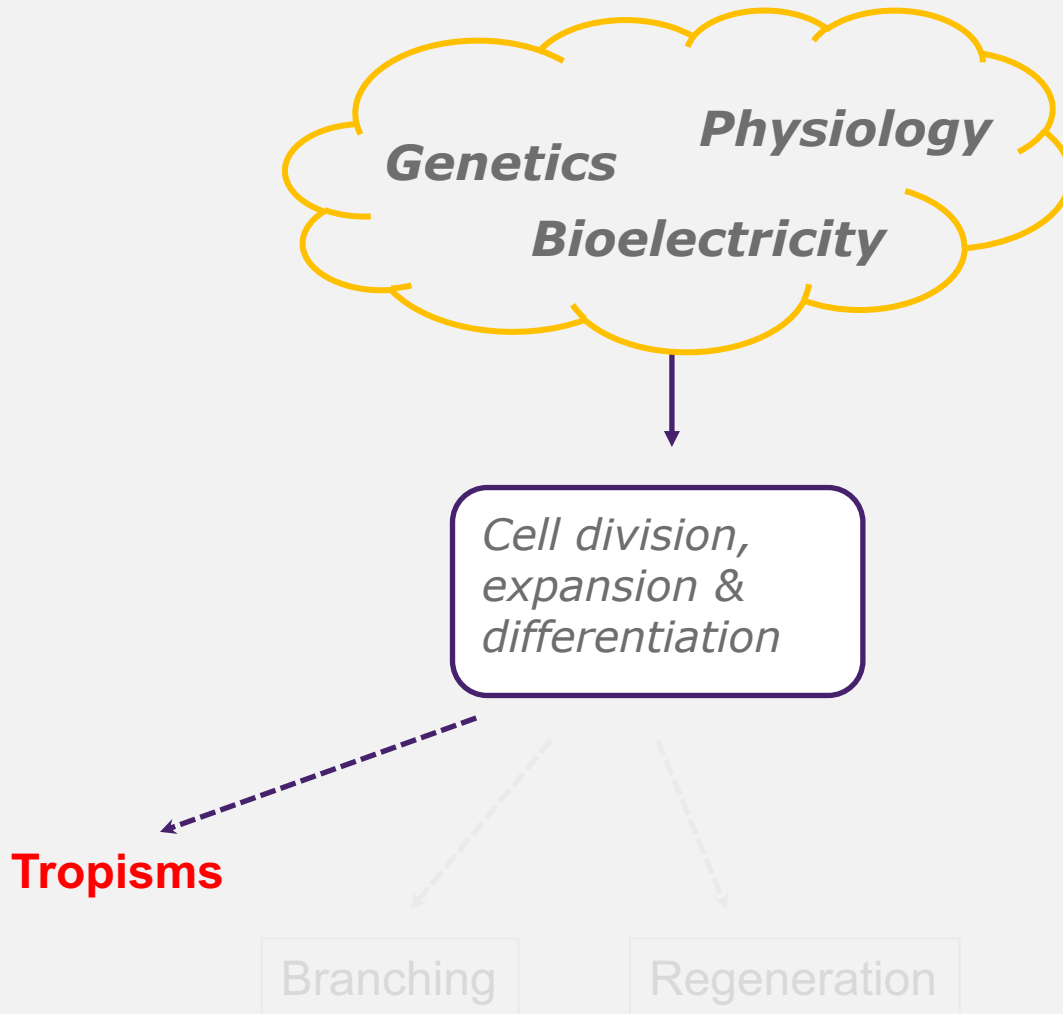 Physiology
Genetics
Bioelectricity
Cell division,
expansion &
differentiation
Tropisms
Branching
Regeneration